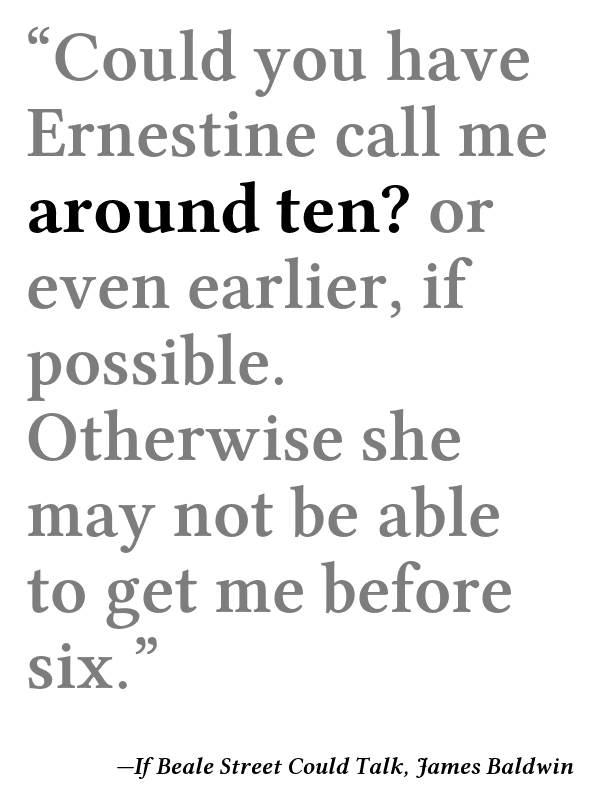 “Could you have
Ernestine call me
around ten? or
even earlier, if
possible.
Otherwise she
may not be able
to get me before
six.”
—If Beale Street Could Talk, James Baldwin